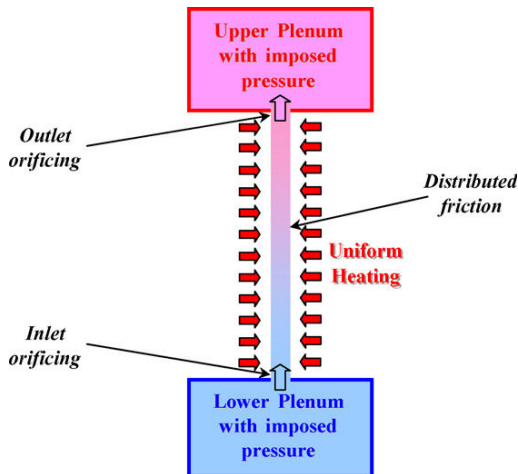 Upper Plenum
with imposed
pressure
Outlet
orificing
Distributed
friction
Uniform
Heating
Inlet
orificing
Lower Plenum
with imposed
pressure